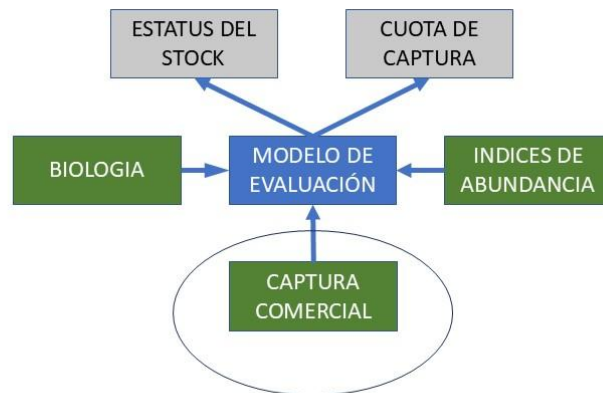 ESTATUS DEL
STOCK
CUOTA DE
CAPTURA
BIOLOGIA
MODELO DE
EVALUACIÓN
INDICES DE
ABUNDANCIA
CAPTURA
COMERCIAL